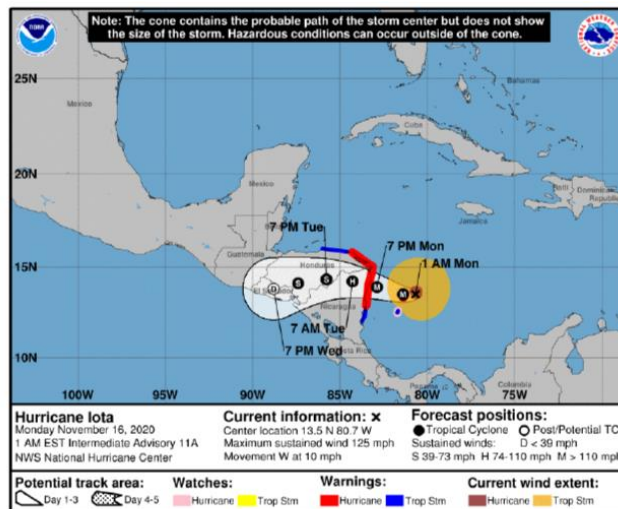 Note: The cone contains the probable path of the storm center but does not show
the size of the storm. Hazardous conditions can occur outside of the cone.
NOAA
25N
Mexico
Bahamas
Cuba
20N
Mexico
Haiti
Dominican
Republic
Jamaica
Belize
7 PM Tue
7 PM Mon
Guatemala
Honduras
1 AM Mon
15N
S
S
H
M
M
D
El Salvador
Nicaragua
7 AM Tue
7 PM Wed
Costa Rica
10N
Panama
Colombia
100W
95W
90W
85W
80W
75W
Hurricane Iota
Monday November 16, 2020
1 AM EST Intermediate Advisory 11A
NWS National Hurricane Center
Current information: x
Center location 13.5 N 80.7 W
Maximum sustained wind 125 mph
Movement W at 10 mph
Forecast positions:
Tropical Cyclone Post/Potential TC
Sustained winds: D < 39 mph
S 39-73 mph H 74-110 mph M > 110 mph
Potential track area:
Day 1-3 Day 4-5
Watches:
Hurricane Trop Stm
Warnings:
Hurricane Trop Stm
Current wind extent:
Hurricane Trop Stm